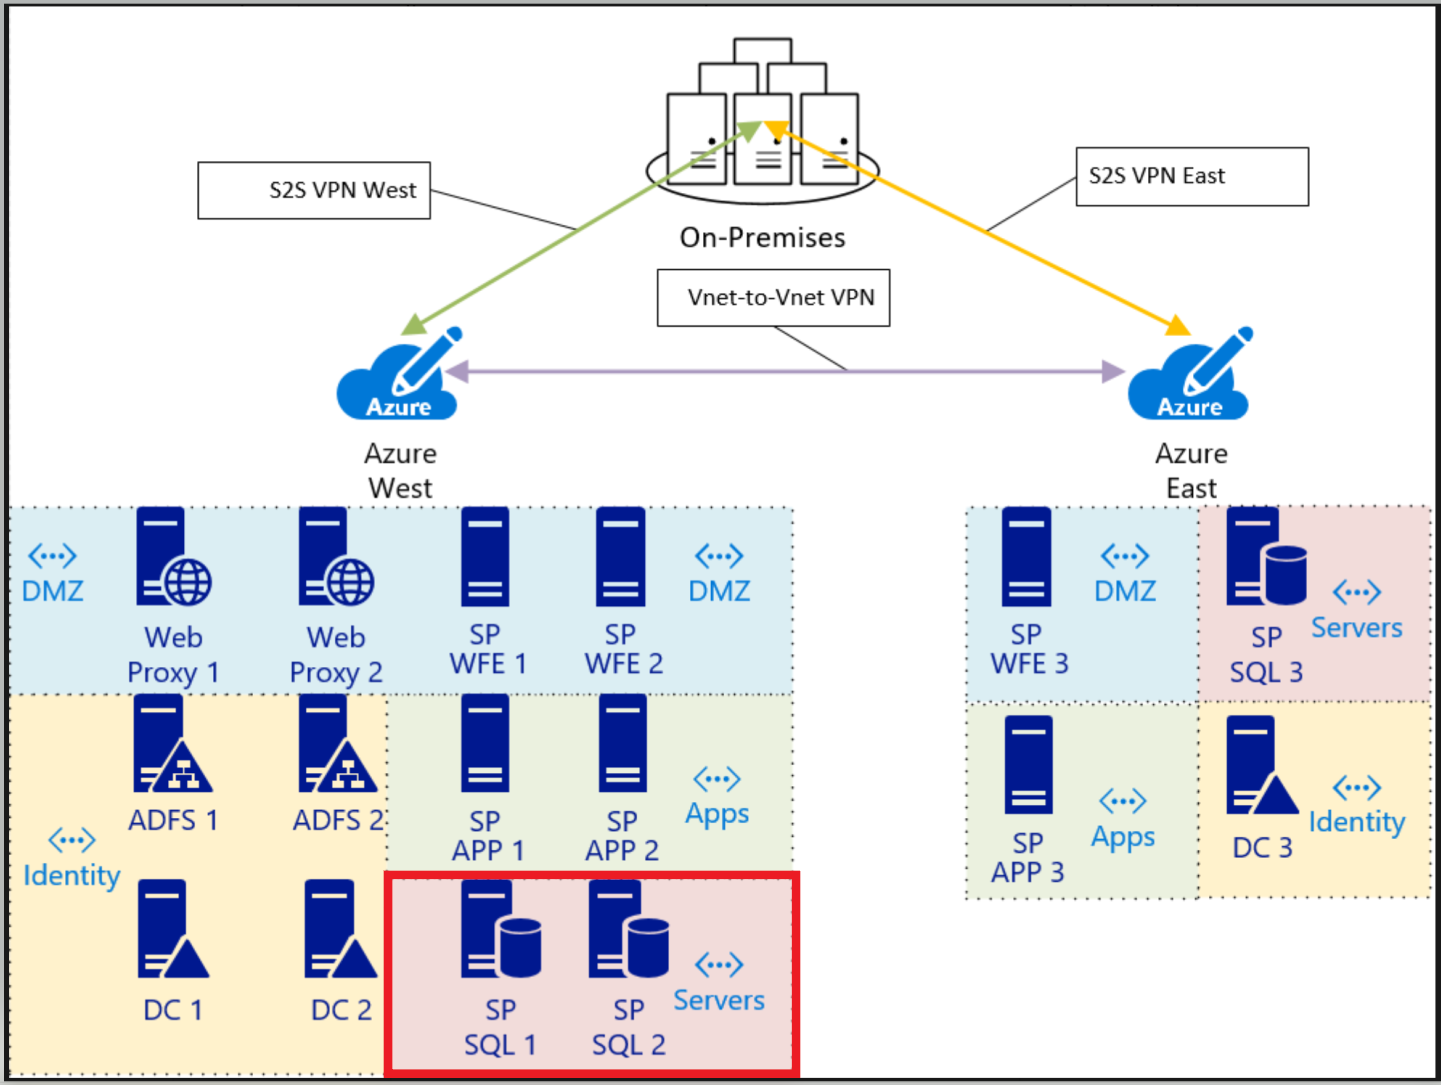 S2S VPN West
S2S VPN East
On-Premises
Vnet-to-Vnet VPN
Azure
Azure
Azure
West
Azure
East
DMZ
Web
Proxy 1
Web
Proxy 2
SP
WFE 1
SP
WFE 2
DMZ
Identity
ADFS 1
ADFS 2
DC 1
DC 2
SP
APP 1
SP
APP 2
Apps
SP
SQL 1
SP
SQL 2
Servers
SP
WFE 3
DMZ
SP
SQL 3
Servers
SP
APP 3
Apps
DC 3
Identity